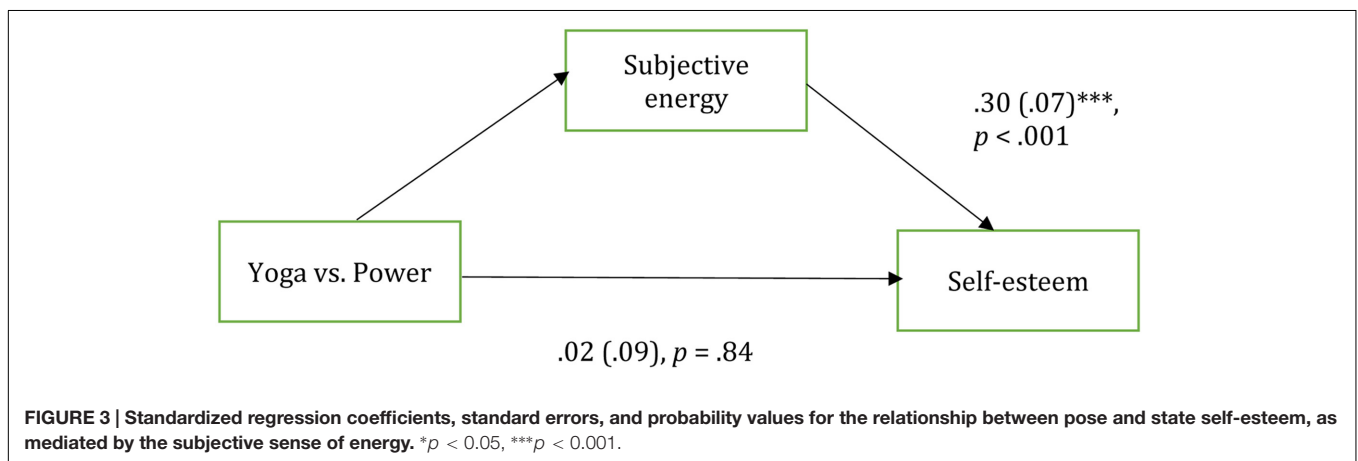 Subjective
energy
.30 (.07)***,
p < .001
Yoga vs. Power
Self-esteem
.02 (.09), p = .84
FIGURE 3 | Standardized regression coefficients, standard errors, and probability values for the relationship between pose and state self-esteem, as
mediated by the subjective sense of energy. *p < 0.05, ***p < 0.001.